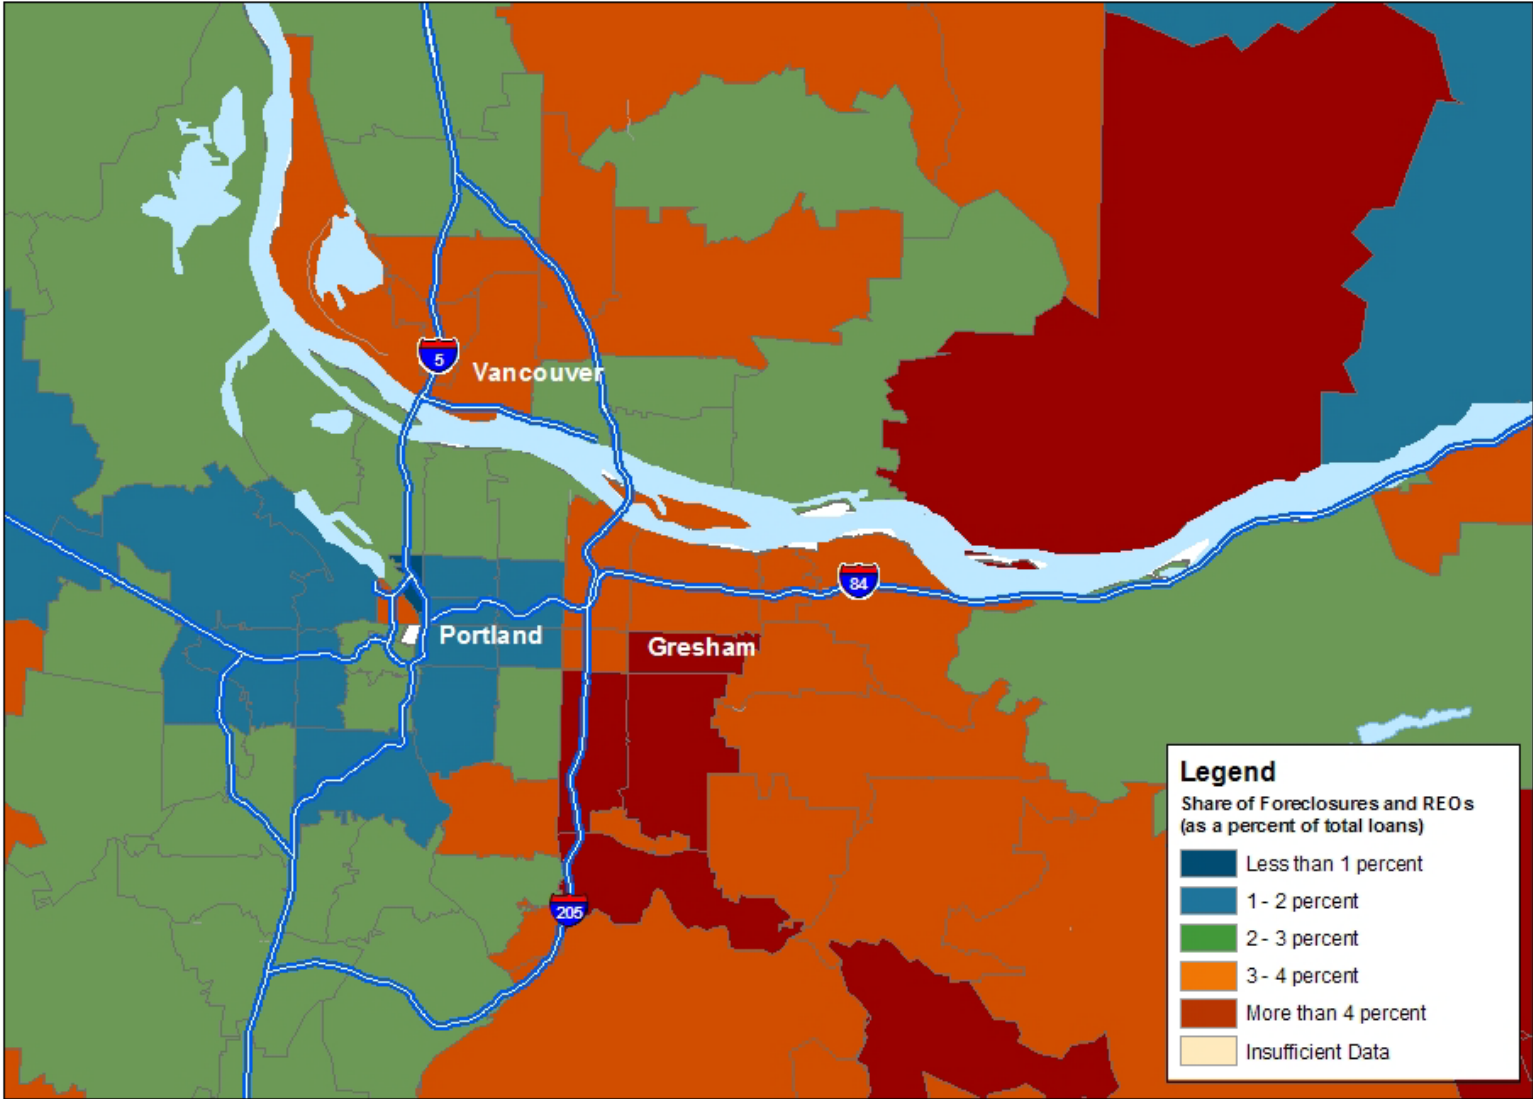 5
Vancouver
84
Portland
Gresham
205
Legend
Share of Foreclosures and REOs
(as a percent of total loans)
Less than 1 percent
1 - 2 percent
2 - 3 percent
3 - 4 percent
More than 4 percent
Insufficient Data